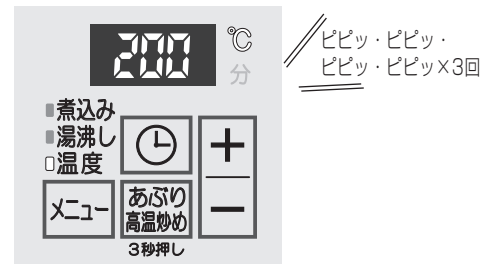 200 ℃
分
ピピッ・ピピッ・
ピピッ・ピピッ×3回
煮込み
湯沸し
温度
メニュー
あぶり
高温炒め
3秒押し
+
−